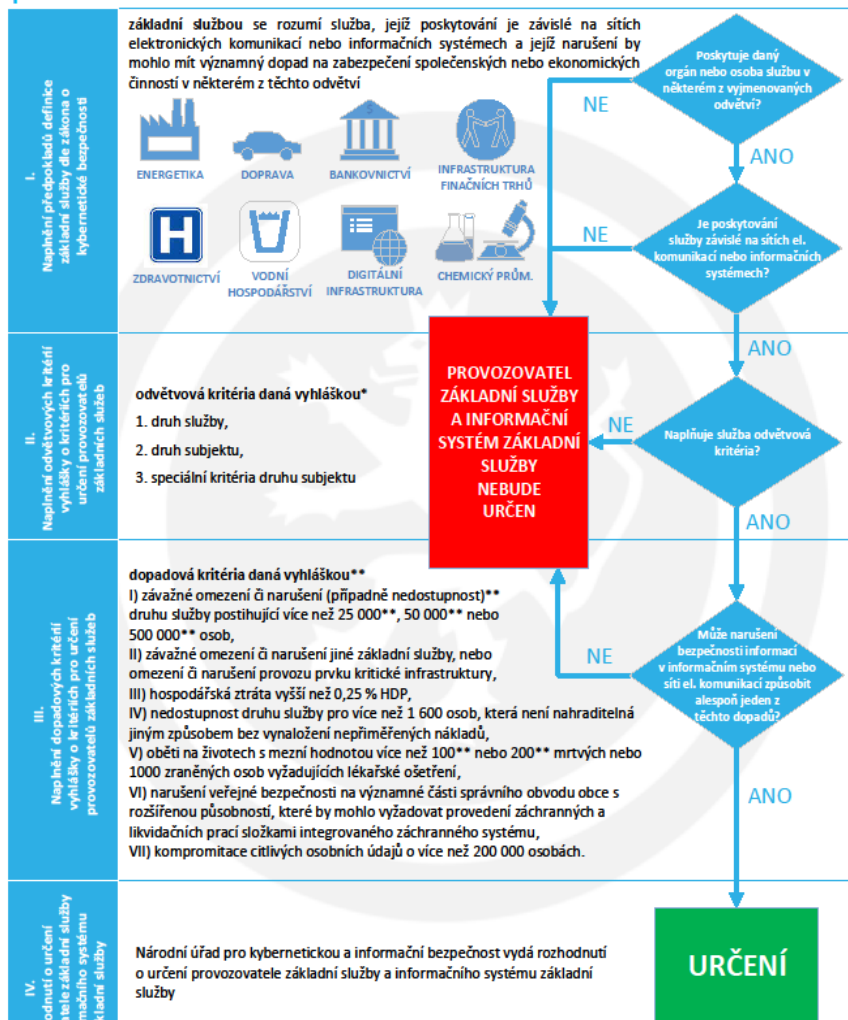 I.
Naplnění předpokladů definice
základní služby dle zákona o
kybernetické bezpečnosti
základní službou se rozumí služba, jejíž poskytování je závislé na sítích
elektronických komunikací nebo informačních systémech a jejíž narušení by
mohlo mít významný dopad na zabezpečení společenských nebo ekonomických
činností v některém z těchto odvětví
ENERGETIKA
DOPRAVA
BANKOVNICTVÍ
INFRASTRUKTURA
FINAČNÍCH TRHŮ
H
ZDRAVOTNICTVÍ
VODNÍ
HOSPODÁŘSTVÍ
DIGITÁLNÍ
INFRASTRUKTURA
CHEMICKÝ PRŮM.
Poskytuje daný
orgán nebo osoba službu v
některém z vyjmenovaných
odvětví?
NE
ANO
Je poskytování
služby závislé na sítích el.
komunikací nebo informačních
systémech?
NE
ANO
II.
Naplnění odvětvových kritérií
vyhlášky o kritériích pro
určení provozovatelů
základních služeb
odvětvová kritéria daná vyhláškou*
1. druh služby,
2. druh subjektu,
3. speciální kritéria druhu subjektu
PROVOZOVATEL
ZÁKLADNÍ SLUŽBY
A INFORMAČNÍ
SYSTÉM ZÁKLADNÍ
SLUŽBY
NEBUDE
URČEN
Naplňuje služba odvětvová
kritéria?
NE
ANO
III.
Naplnění dopadových kritérií
vyhlášky o kritériích pro určení
provozovatelů základních služeb
dopadová kritéria daná vyhláškou**
I) závažné omezení či narušení (případně nedostupnost)**
druhu služby postihující více než 25 000**, 50 000** nebo
500 000** osob,
II) závažné omezení či narušení jiné základní služby, nebo
omezení či narušení provozu prvku kritické infrastruktury,
III) hospodářská ztráta vyšší než 0,25 % HDP,
IV) nedostupnost druhu služby pro více než 1 600 osob, která není nahraditelná
jiným způsobem bez vynaložení nepřiměřených nákladů,
V) oběti na životech s mezní hodnotou více než 100** nebo 200** mrtvých nebo
1000 zraněných osob vyžadujících lékařské ošetření,
VI) narušení veřejné bezpečnosti na významné části správního obvodu obce s
rozšířenou působností, které by mohlo vyžadovat provedení záchranných a
likvidačních prací složkami integrovaného záchranného systému,
VII) kompromitace citlivých osobních údajů o více než 200 000 osobách.
Může narušení
bezpečnosti informací
v informačním systému nebo
síti el. komunikací způsobit
alespoň jeden z
těchto dopadů?
NE
ANO
IV.
o určení
základní služby
systému
služby
Národní úřad pro kybernetickou a informační bezpečnost vydá rozhodnutí
o určení provozovatele základní služby a informačního systému základní
služby
URČENÍ